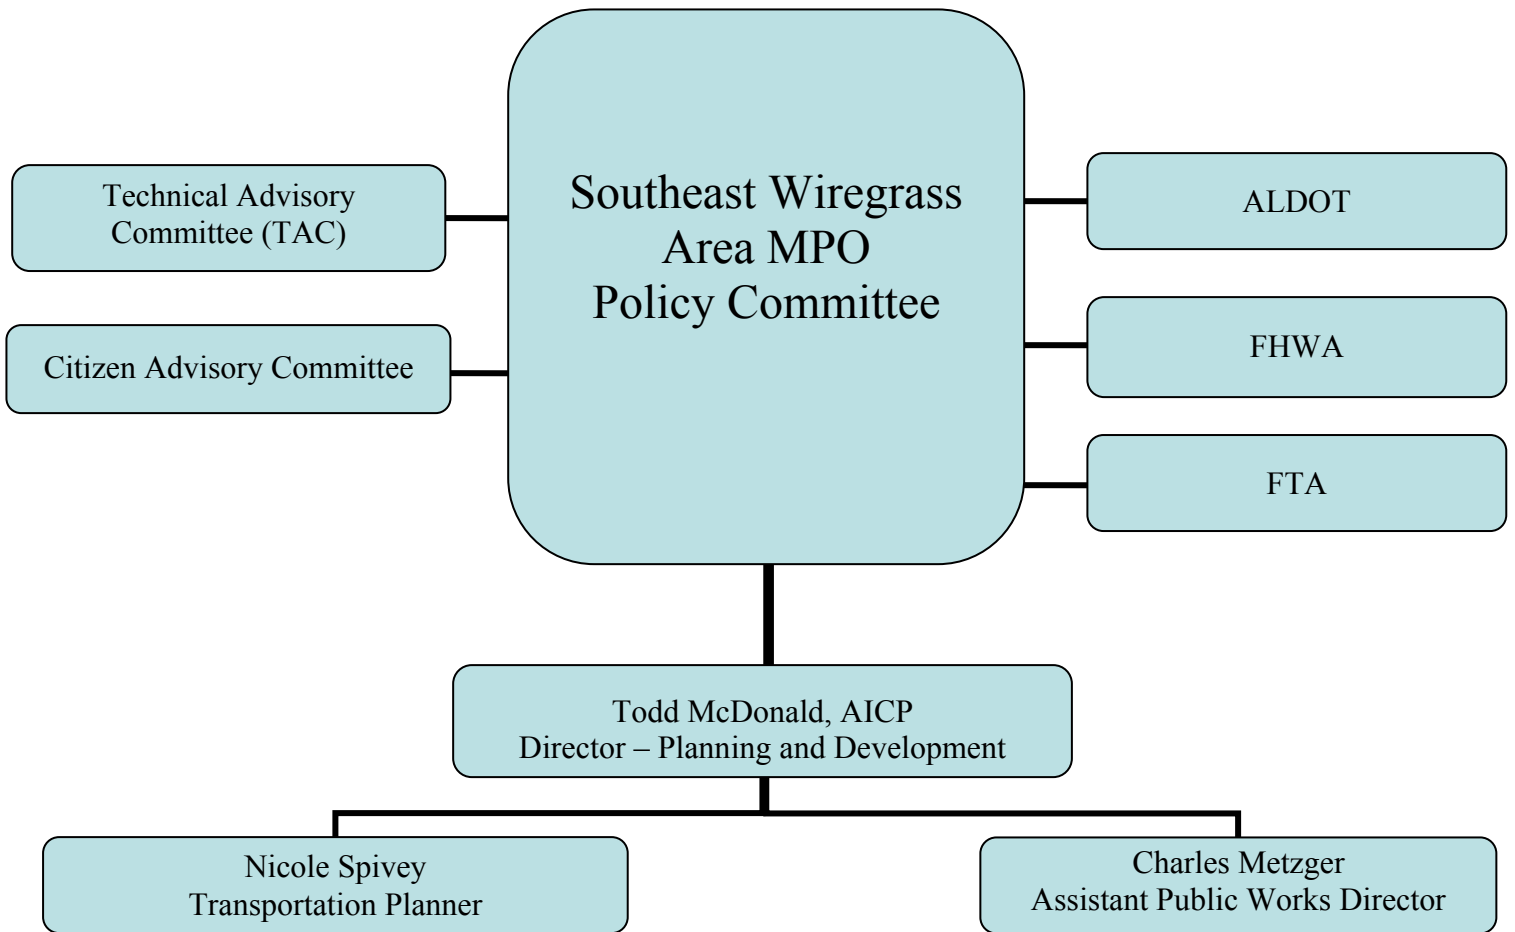 Southeast Wiregrass
Area MPO
Policy Committee
Technical Advisory
Committee (TAC)
Citizen Advisory Committee
ALDOT
FHWA
FTA
Todd McDonald, AICP
Director – Planning and Development
Nicole Spivey
Transportation Planner
Charles Metzger
Assistant Public Works Director